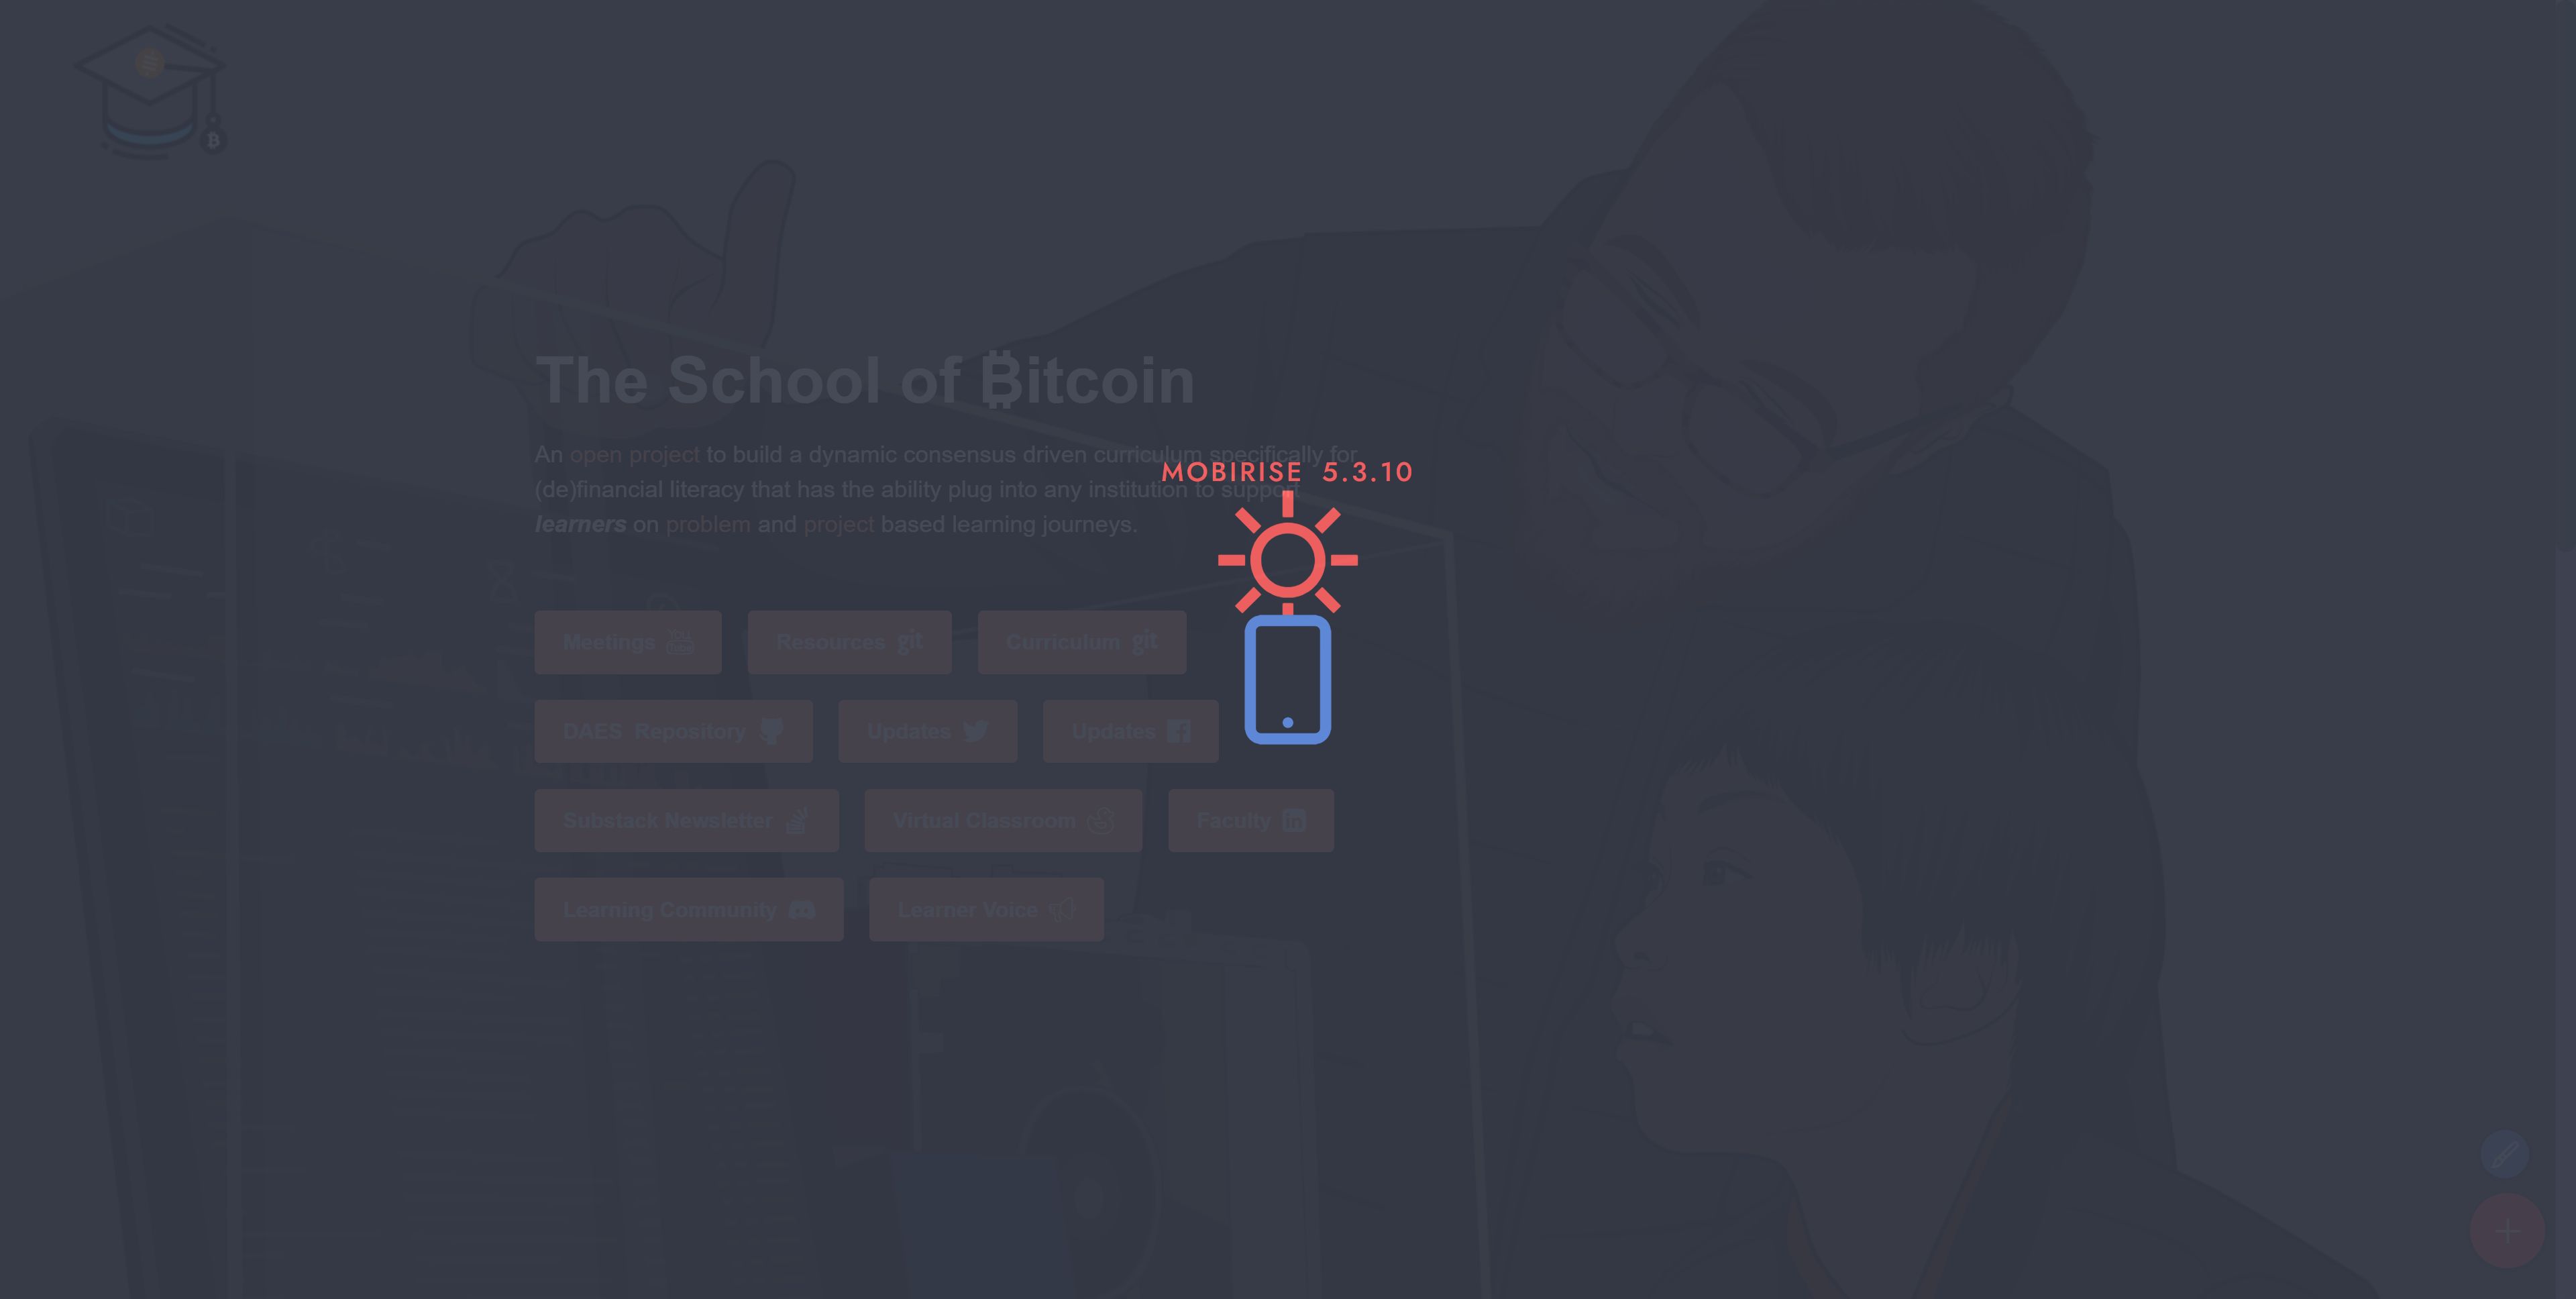 The School of ₿itcoin
An open project to build a dynamic consensus driven curriculum specifically for
(de)financial literacy that has the ability plug into any institution to support
learners on problem and project based learning journeys.
MOBIRISE 5.3.10
Meetings
Resources git
Curriculum git
DAES Repository
Updates
Updates
Substack Newsletter
Virtual Classroom
Faculty in
Learning Community
Learner Voice